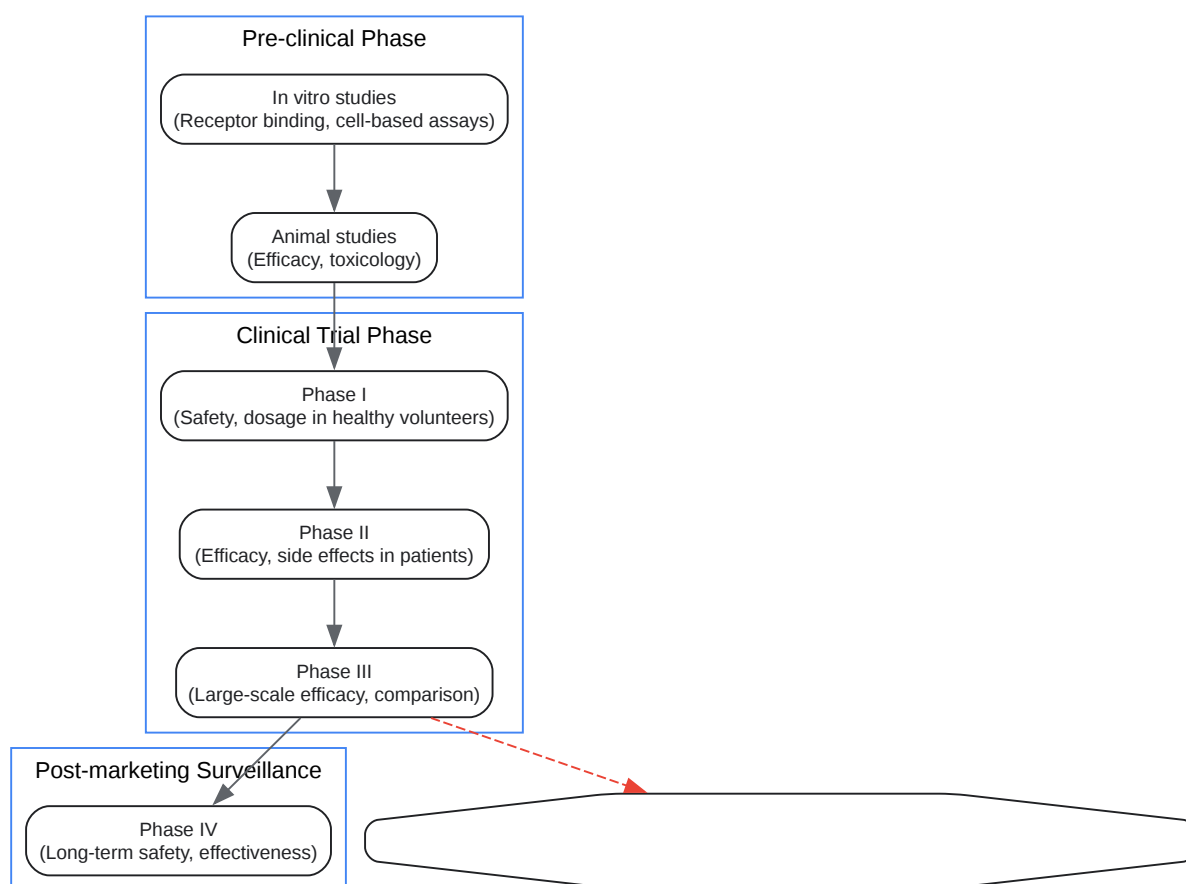 Pre-clinical Phase
In vitro studies
(Receptor binding, cell-based assays)
Animal studies
(Efficacy, toxicology)
Clinical Trial Phase
Phase I
(Safety, dosage in healthy volunteers)
Phase II
(Efficacy, side effects in patients)
Phase III
(Large-scale efficacy, comparison)
Post-marketing Surveillance
Phase IV
(Long-term safety, effectiveness)